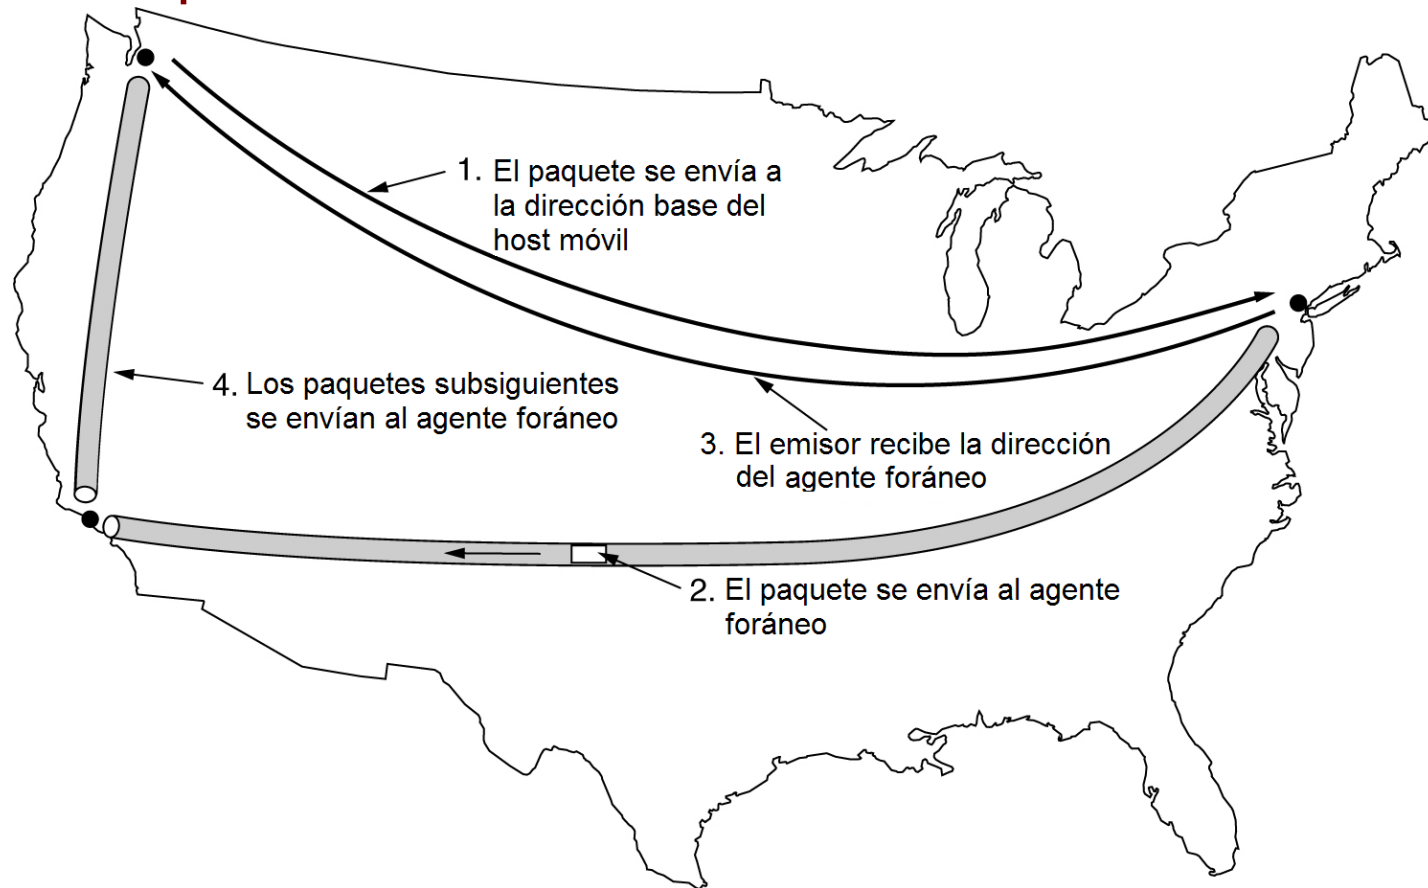 1. El paquete se envía a
la dirección base del
host móvil
4. Los paquetes subsiguientes
se envían al agente foráneo
3. El emisor recibe la dirección
del agente foráneo
2. El paquete se envía al agente
foráneo